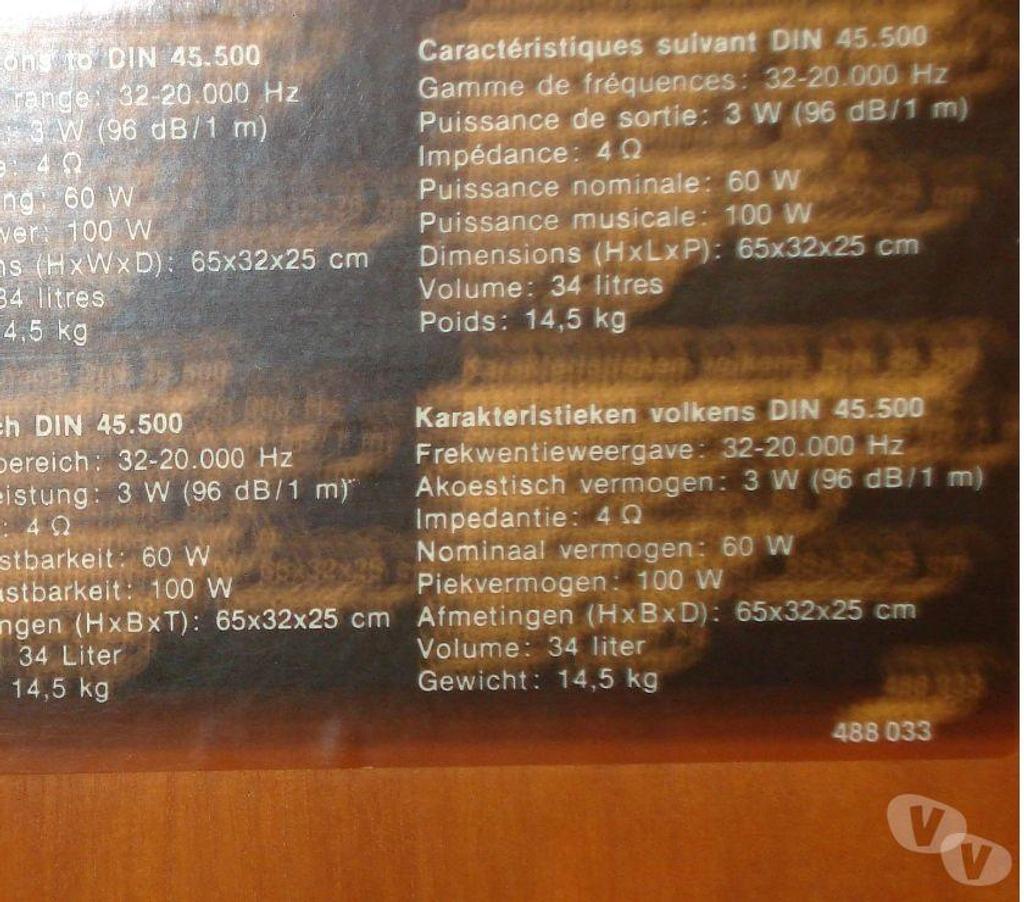 ons to DIN 45.500
range: 32-20.000 Hz
: 3 W (96 dB/1 m)
e: 4 Ω
ng: 60 W
wer: 100 W
ns (HxWxD): 65x32x25 cm
34 litres
4,5 kg
Caractéristiques suivant DIN 45.500
Gamme de fréquences: 32-20.000 Hz
Puissance de sortie: 3 W (96 dB/1 m)
Impédance: 4 Ω
Puissance nominale: 60 W
Puissance musicale: 100 W
Dimensions (HxLxP): 65x32x25 cm
Volume: 34 litres
Poids: 14,5 kg
ch DIN 45.500
bereich: 32-20.000 Hz
eistung: 3 W (96 dB/1 m)
: 4 Ω
stbarkeit: 60 W
astbarkeit: 100 W
ngen (HxBxT): 65x32x25 cm
34 Liter
14,5 kg
Karakteristieken volkens DIN 45.500
Frekwentieweergave: 32-20.000 Hz
Akoestisch vermogen: 3 W (96 dB/1 m)
Impedantie: 4 Ω
Nominaal vermogen: 60 W
Piekvermogen: 100 W
Afmetingen (HxBxD): 65x32x25 cm
Volume: 34 liter
Gewicht: 14,5 kg
488 033
VV